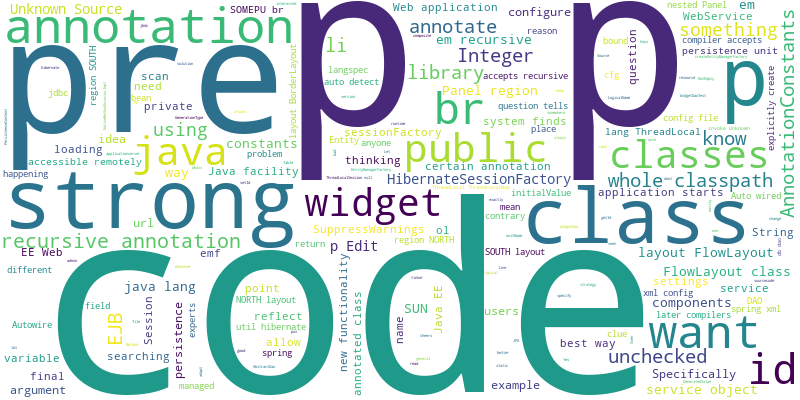 Unknown Source
SOMEPU br
Web application
configure
nested Panel
em
annotation
annotate
WebService
something
pre
p
p
p
em recursive
reason
compiler accepts
persistence unit
li
Integer
bound
question
library
accepts recursive
langspec
auto detect
cfg
region SOUTH
layout BorderLayout
scan
need
bean
jdbc
private
Panel region
br
question tells
somewhere
AnnotationConstants
explicitly create
config file
idea
using
constants
system finds
sessionFactory
place
lang ThreadLocal
java
public
classes
know
loading
way
problem
Entity
anyone
accessible remotely
Java facility
thinking
certain annotation
whole classpath
happening
HibernateSessionFactory
application starts
strong
widget
class
initialValue
Auto wired
url
mean
contrary
String
SuppressWarnings
ol
recursive annotation
return
region NORTH
p Edit
SOUTH layout
layout FlowLayout
EE Web
emf
different
java lang
point
FlowLayout class
code
NORTH layout
reflect
util hibernate
allow
spring
settings
xml config
service
components
DAO
spring xml
later compilers
field
EJB
Session
persistence
experts
new functionality
annotated class
SUN
name
Java EE
users
Autowire
clue
want
best way
unchecked
id
variable
searching
Specifically
final
argument
managed
example
service object